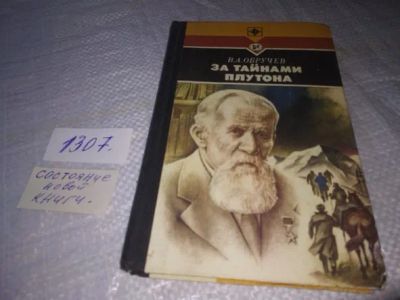 В.А.ОБРУЧЕВ
ЗА ТАЙНАМИ
ПЛУТОНА
1307.
СОСТОЯНИЕ
НОВОЙ
КНИГИ.